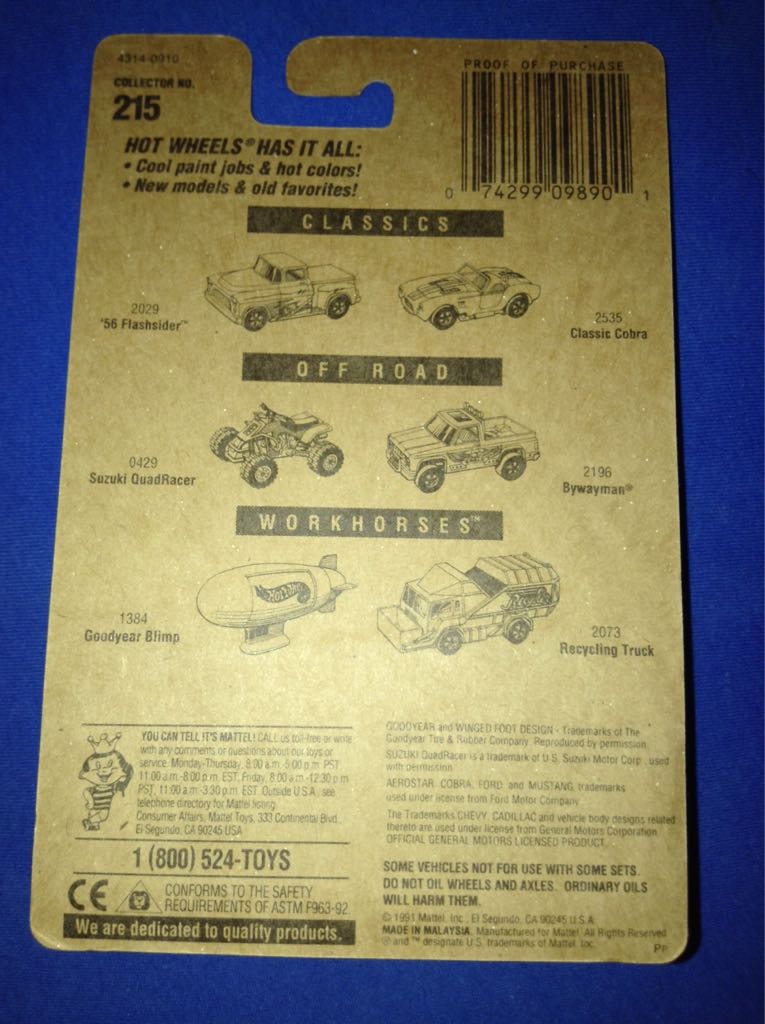 4314-0910
COLLECTOR NO.
215
PROOF OF PURCHASE
0 74299 09890 1
HOT WHEELS® HAS IT ALL:
• Cool paint jobs & hot colors!
• New models & old favorites!
CLASSICS
2029
'56 Flashsider™
2535
Classic Cobra
OFF ROAD
0429
Suzuki QuadRacer
2196
Bywayman®
WORKHORSES™
Hot Wheels
1384
Goodyear Blimp
2073
Recycling Truck
YOU CAN TELL IT'S MATTEL! CALL us toll-free or write
with any comments or questions about our toys or
service. Monday-Thursday, 8:00 a.m.-5:00 p.m. PST,
11:00 a.m.-8:00 p.m. EST, Friday, 8:00 a.m.-12:30 p.m.
PST, 11:00 a.m.-3:30 p.m. EST. Outside U.S.A., see
telephone directory for Mattel listing.
Consumer Affairs, Mattel Toys, 333 Continental Blvd.,
El Segundo, CA 90245 USA
1 (800) 524-TOYS
CE
CONFORMS TO THE SAFETY
REQUIREMENTS OF ASTM F963-92.
We are dedicated to quality products.
GOODYEAR and WINGED FOOT DESIGN - Trademarks of The
Goodyear Tire & Rubber Company. Reproduced by permission.
SUZUKI QuadRacer is a trademark of U.S. Suzuki Motor Corp., used
with permission.
AEROSTAR, COBRA, FORD and MUSTANG trademarks
used under license from Ford Motor Company
The Trademarks CHEVY, CADILLAC and vehicle body designs related
thereto are used under license from General Motors Corporation.
OFFICIAL GENERAL MOTORS LICENSED PRODUCT.
SOME VEHICLES NOT FOR USE WITH SOME SETS.
DO NOT OIL WHEELS AND AXLES. ORDINARY OILS
WILL HARM THEM.
© 1991 Mattel, Inc., El Segundo, CA 90245 U.S.A.
MADE IN MALAYSIA. Manufactured for Mattel. All Rights Reserved.
® and ™ designate U.S. trademarks of Mattel, Inc.
PP